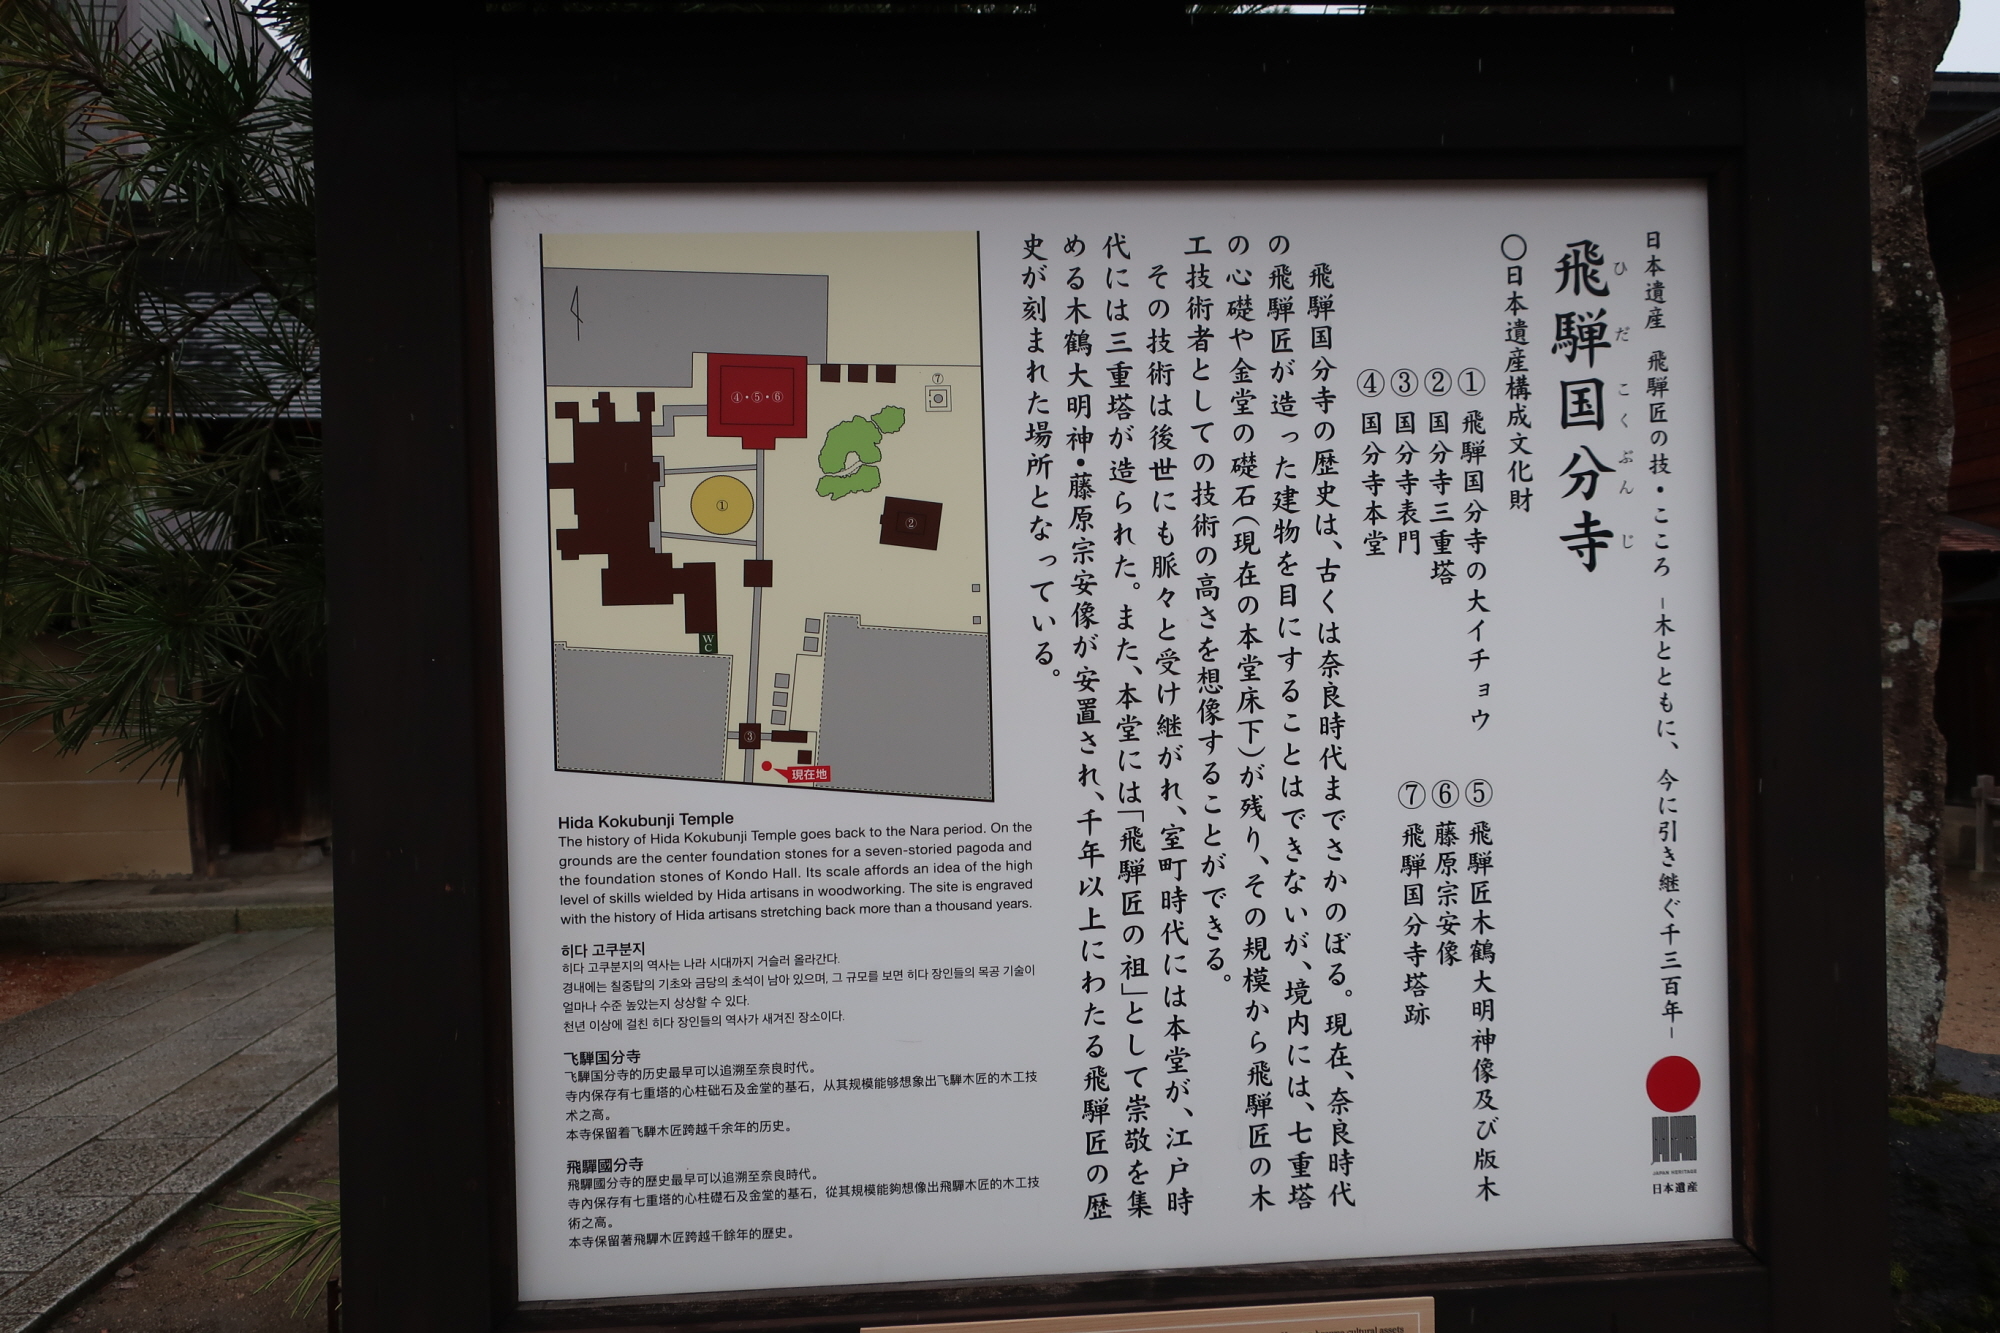 日本遺産 飛騨匠の技・こころ －木とともに、今に引き継ぐ千三百年－
飛騨国分寺
ひだこくぶんじ
〇日本遺産構成文化財
① 飛騨国分寺の大イチョウ
② 国分寺三重塔
③ 国分寺表門
④ 国分寺本堂
⑤ 飛騨匠木鶴大明神像及び版木
⑥ 藤原宗安像
⑦ 飛騨国分寺塔跡
飛騨国分寺の歴史は、古くは奈良時代までさかのぼる。現在、奈良時代
の飛騨匠が造った建物を目にすることはできないが、境内には、七重塔
の心礎や金堂の礎石(現在の本堂床下)が残り、その規模から飛騨匠の木
工技術者としての技術の高さを想像することができる。
その技術は後世にも脈々と受け継がれ、室町時代には本堂が、江戸時
代には三重塔が造られた。また、本堂には「飛騨匠の祖」として崇敬を集
める木鶴大明神・藤原宗安像が安置され、千年以上にわたる飛騨匠の歴
史が刻まれた場所となっている。
JAPAN HERITAGE
日本遺産
④・⑤・⑥
⑦
①
②
WC
③
現在地
Hida Kokubunji Temple
The history of Hida Kokubunji Temple goes back to the Nara period. On the
grounds are the center foundation stones for a seven-storied pagoda and
the foundation stones of Kondo Hall. Its scale affords an idea of the high
level of skills wielded by Hida artisans in woodworking. The site is engraved
with the history of Hida artisans stretching back more than a thousand years.
히다 고쿠분지
히다 고쿠분지의 역사는 나라 시대까지 거슬러 올라간다.
경내에는 칠중탑의 기초와 금당의 초석이 남아 있으며, 그 규모를 보면 히다 장인들의 목공 기술이
얼마나 수준 높았는지 상상할 수 있다.
천년 이상에 걸친 히다 장인들의 역사가 새겨진 장소이다.
飞騨国分寺
飞騨国分寺的历史最早可以追溯至奈良时代。
寺内保存有七重塔的心柱础石及金堂的基石，从其规模能够想象出飞騨木匠的木工技
术之高。
本寺保留着飞騨木匠跨越千余年的历史。
飛驒國分寺
飛驒國分寺的歷史最早可以追溯至奈良時代。
寺內保存有七重塔的心柱礎石及金堂的基石，從其規模能夠想像出飛驒木匠的木工技
術之高。
本寺保留著飛驒木匠跨越千餘年的歷史。
cultural assets